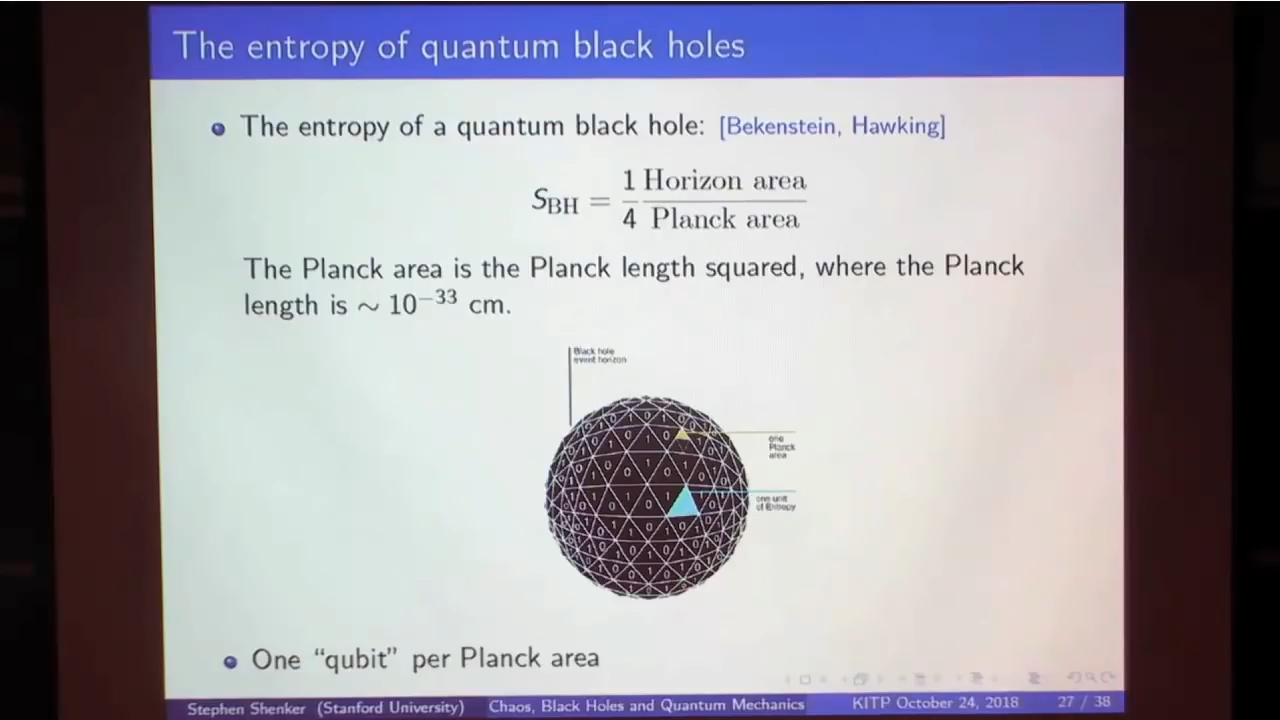 The entropy of quantum black holes
The entropy of a quantum black hole: [Bekenstein, Hawking]
S_BH = 1/4 Horizon area/Planck area
The Planck area is the Planck length squared, where the Planck
length is ∼ 10^−33 cm.
Black hole
event horizon
one
Planck
area
one unit
of Entropy
One “qubit” per Planck area
Stephen Shenker (Stanford University) Chaos, Black Holes and Quantum Mechanics KITP October 24, 2018 27 / 38